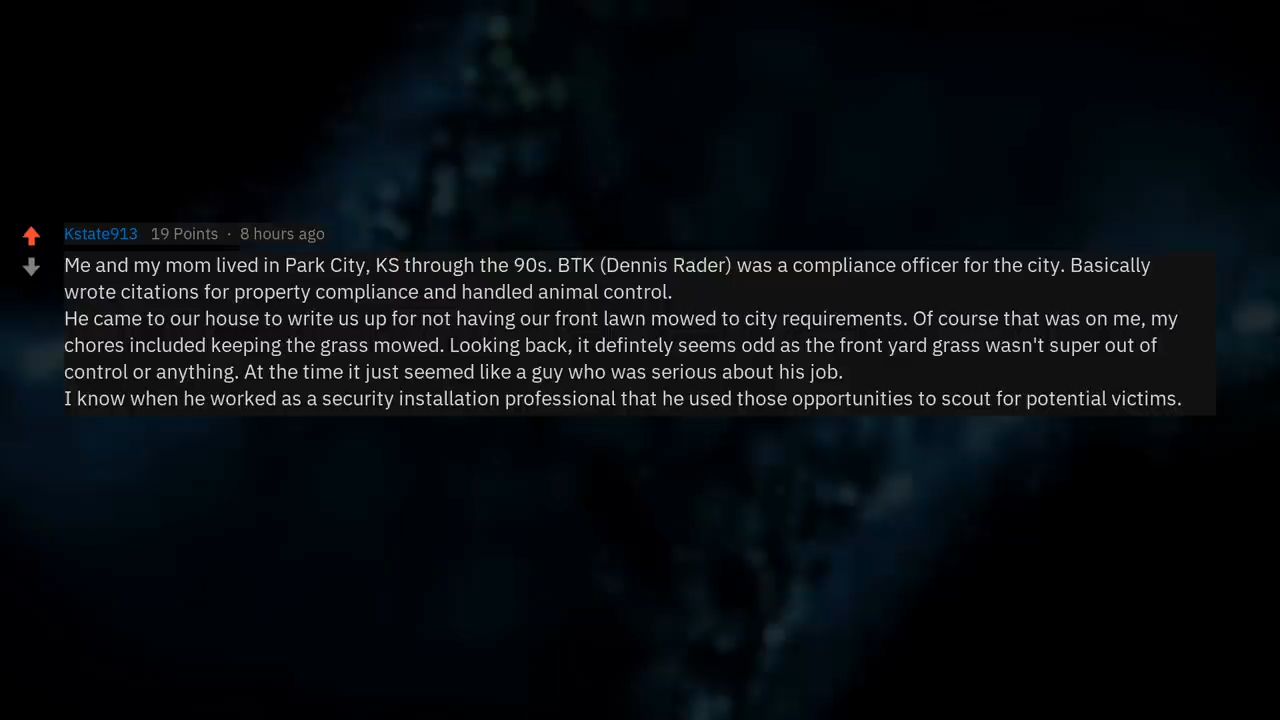 Kstate913 19 Points · 8 hours ago
Me and my mom lived in Park City, KS through the 90s. BTK (Dennis Rader) was a compliance officer for the city. Basically
wrote citations for property compliance and handled animal control.
He came to our house to write us up for not having our front lawn mowed to city requirements. Of course that was on me, my
chores included keeping the grass mowed. Looking back, it defintely seems odd as the front yard grass wasn't super out of
control or anything. At the time it just seemed like a guy who was serious about his job.
I know when he worked as a security installation professional that he used those opportunities to scout for potential victims.